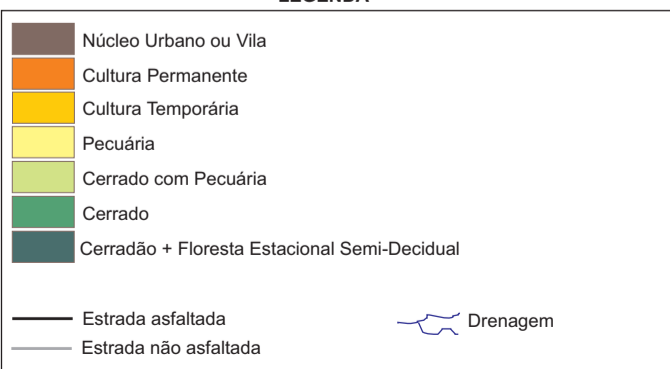 LEGENDA
Núcleo Urbano ou Vila
Cultura Permanente
Cultura Temporária
Pecuária
Cerrado com Pecuária
Cerrado
Cerradão + Floresta Estacional Semi-Decidual
Estrada asfaltada
Drenagem
Estrada não asfaltada